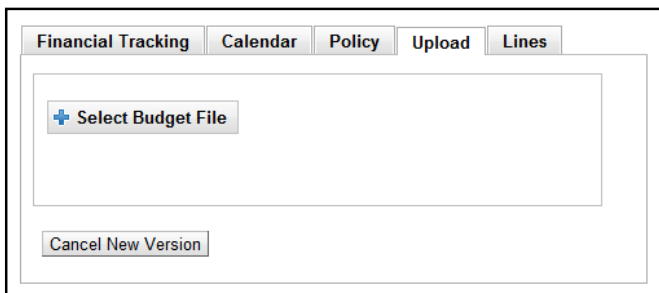 Financial Tracking Calendar Policy Upload Lines
Select Budget File
Cancel New Version